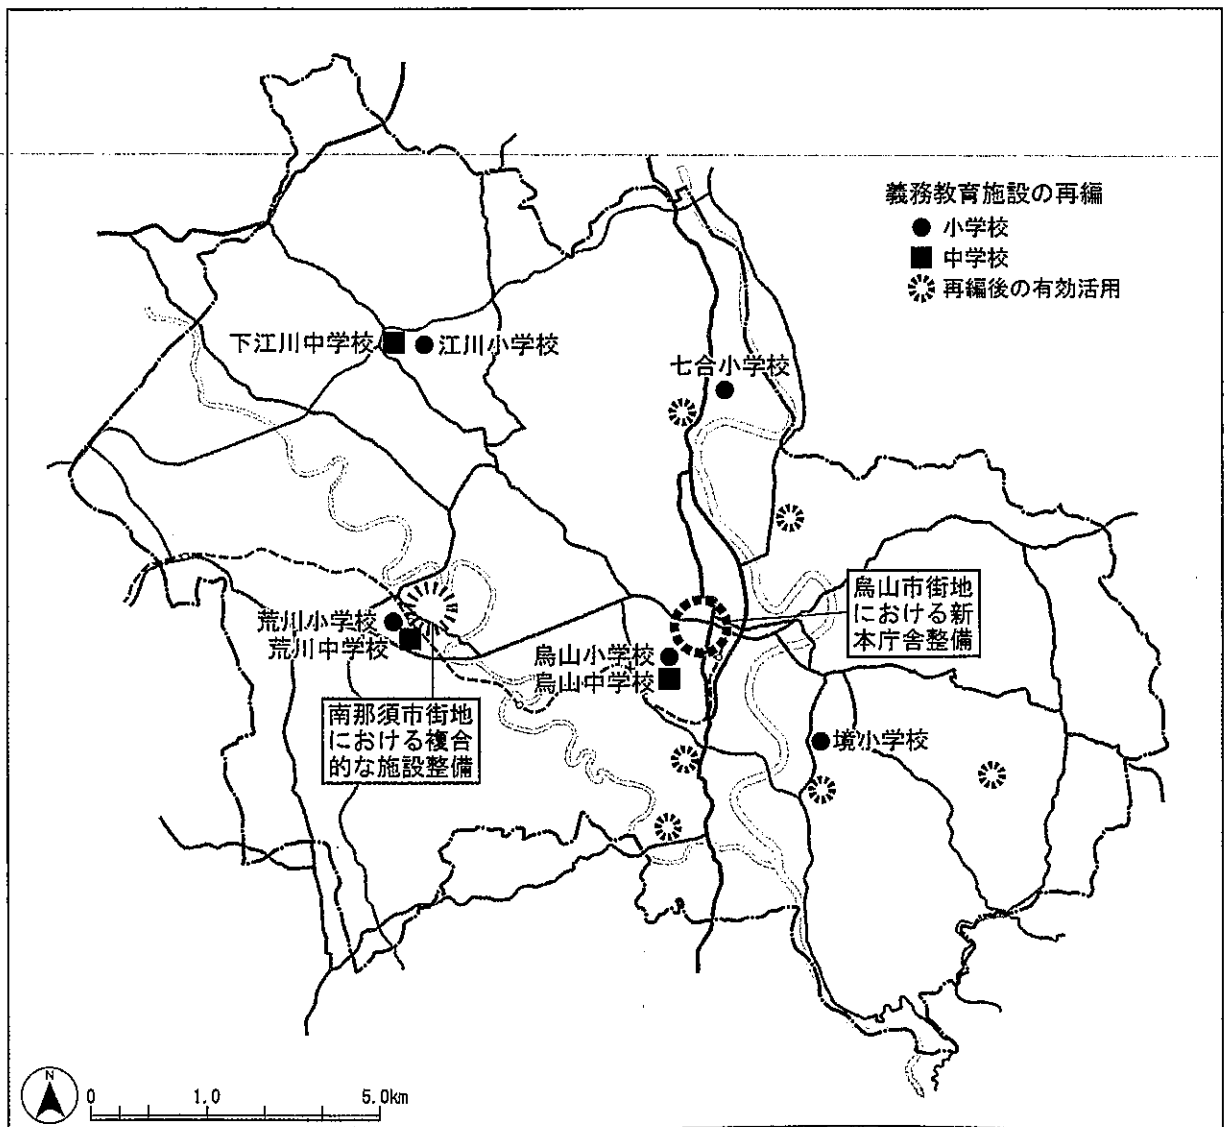 義務教育施設の再編
小学校
中学校
再編後の有効活用
下江川中学校
江川小学校
七合小学校
烏山市街地
における新
本庁舎整備
荒川小学校
荒川中学校
烏山小学校
烏山中学校
南那須市街地
における複合
的な施設整備
境小学校
N
0 1.0 5.0km